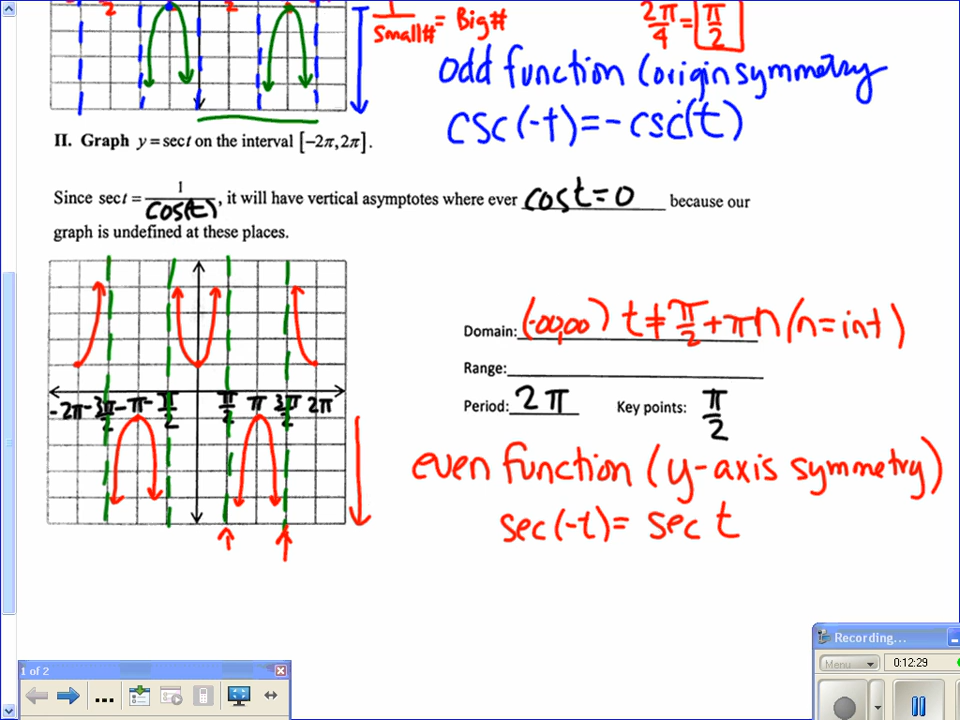 2
2
1
Small# = Big#
2π/4 = π/2
odd function (origin symmetry
csc(-t) = -csc(t)
II. Graph y = sec t on the interval [-2π, 2π].
Since sec t = 1/cos(t), it will have vertical asymptotes where ever cos t = 0 because our
graph is undefined at these places.
Domain: (-∞,∞) t ≠ π/2 + πn (n = int)
Range:
-2π -3π/2 -π -π/2 π/2 π 3π/2 2π
Period: 2π Key points: π/2
even function (y-axis symmetry)
sec(-t) = sec t
Recording...
1 of 2
Menu
0:12:29